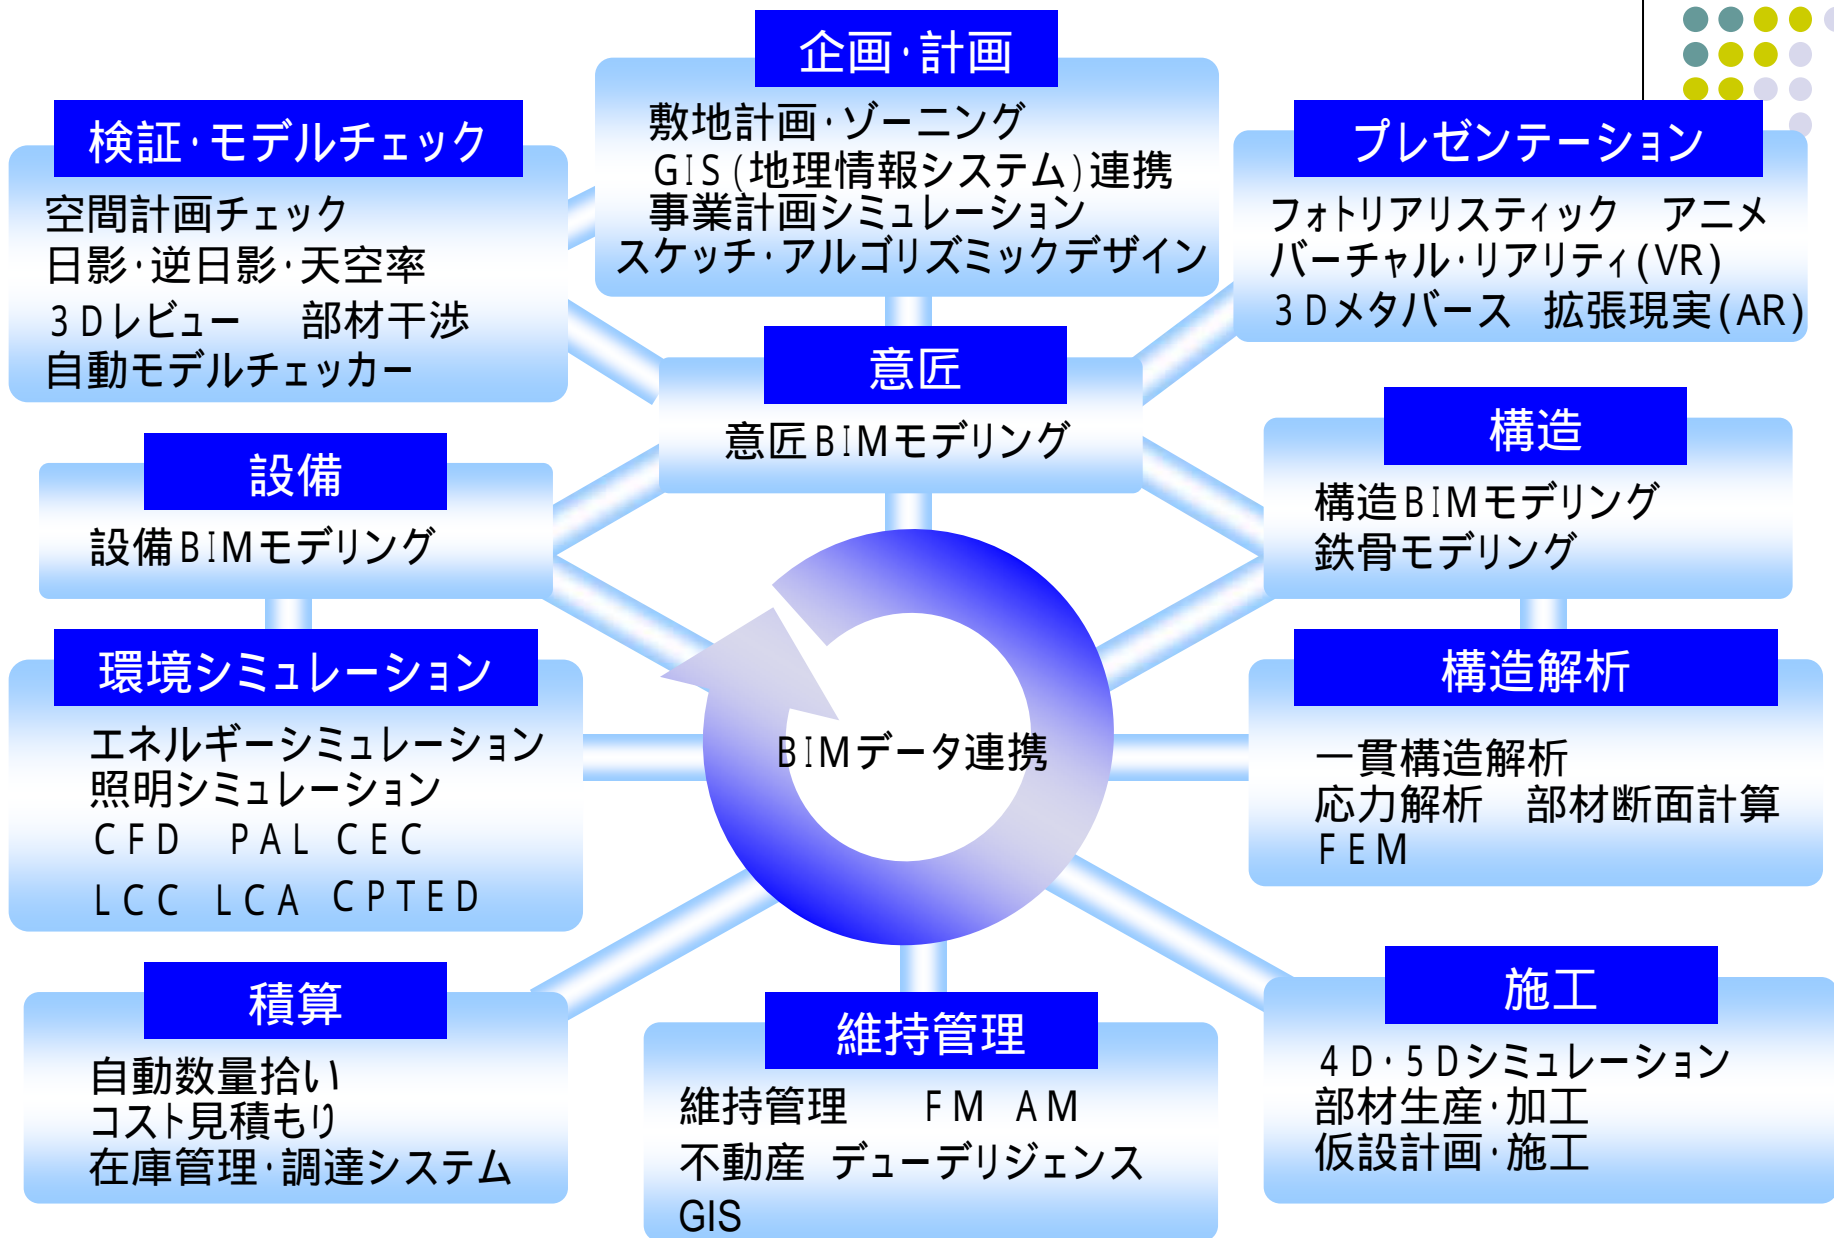 企画・計画
敷地計画・ゾーニング
GIS(地理情報システム)連携
事業計画シミュレーション
スケッチ・アルゴリズミックデザイン
検証・モデルチェック
空間計画チェック
日影・逆日影・天空率
3Dレビュー 部材干渉
自動モデルチェッカー
プレゼンテーション
フォトリアリスティック アニメ
バーチャル・リアリティ(VR)
3Dメタバース 拡張現実(AR)
意匠
意匠BIMモデリング
設備
設備BIMモデリング
構造
構造BIMモデリング
鉄骨モデリング
環境シミュレーション
エネルギーシミュレーション
照明シミュレーション
CFD PAL CEC
LCC LCA CPTED
BIMデータ連携
構造解析
一貫構造解析
応力解析 部材断面計算
FEM
積算
自動数量拾い
コスト見積もり
在庫管理・調達システム
維持管理
維持管理 FM AM
不動産 デューデリジェンス
GIS
施工
4D・5Dシミュレーション
部材生産・加工
仮設計画・施工